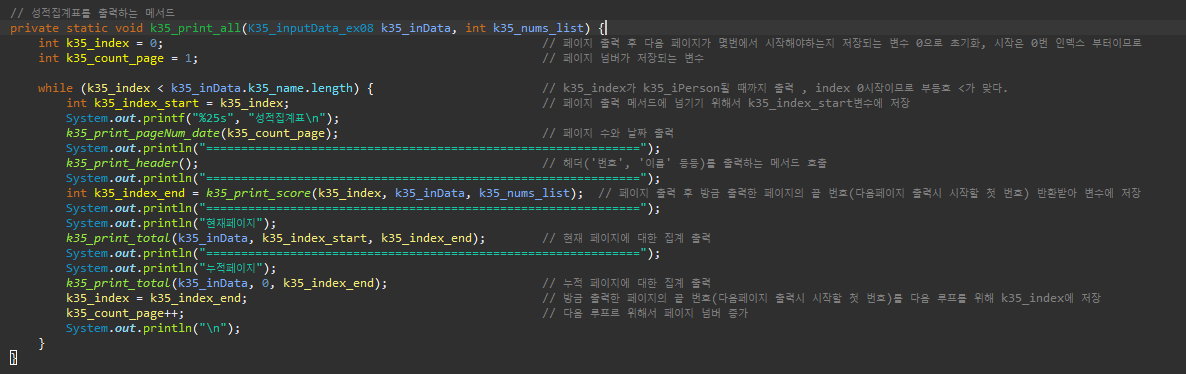 // 성적집계표를 출력하는 메서드
private static void k35_print_all(K35_inputData_ex08 k35_inData, int k35_nums_list) {
    int k35_index = 0; // 페이지 출력 후 다음 페이지가 몇번에서 시작해야하는지 저장되는 변수 0으로 초기화, 시작은 0번 인덱스 부터이므로
    int k35_count_page = 1; // 페이지 넘버가 저장되는 변수
    while (k35_index < k35_inData.k35_name.length) { // k35_index가 k35_iPerson될 때까지 출력 , index 0시작이므로 부등호 <가 맞다.
        int k35_index_start = k35_index; // 페이지 출력 메서드에 넘기기 위해서 k35_index_start변수에 저장
        System.out.printf("%25s", "성적집계표\n");
        k35_print_pageNum_date(k35_count_page); // 페이지 수와 날짜 출력
        System.out.println("==============================================================");
        k35_print_header(); // 헤더('번호', '이름' 등등)를 출력하는 메서드 호출
        System.out.println("==============================================================");
        int k35_index_end = k35_print_score(k35_index, k35_inData, k35_nums_list); // 페이지 출력 후 방금 출력한 페이지의 끝 번호(다음페이지 출력시 시작할 첫 번호) 반환받아 변수에 저장
        System.out.println("==============================================================");
        System.out.println("현재페이지");
        k35_print_total(k35_inData, k35_index_start, k35_index_end); // 현재 페이지에 대한 집계 출력
        System.out.println("==============================================================");
        System.out.println("누적페이지");
        k35_print_total(k35_inData, 0, k35_index_end); // 누적 페이지에 대한 집계 출력
        k35_index = k35_index_end; // 방금 출력한 페이지의 끝 번호(다음페이지 출력시 시작할 첫 번호)를 다음 루프를 위해 k35_index에 저장
        k35_count_page++; // 다음 루프르 위해서 페이지 넘버 증가
        System.out.println("\n");
    }
}